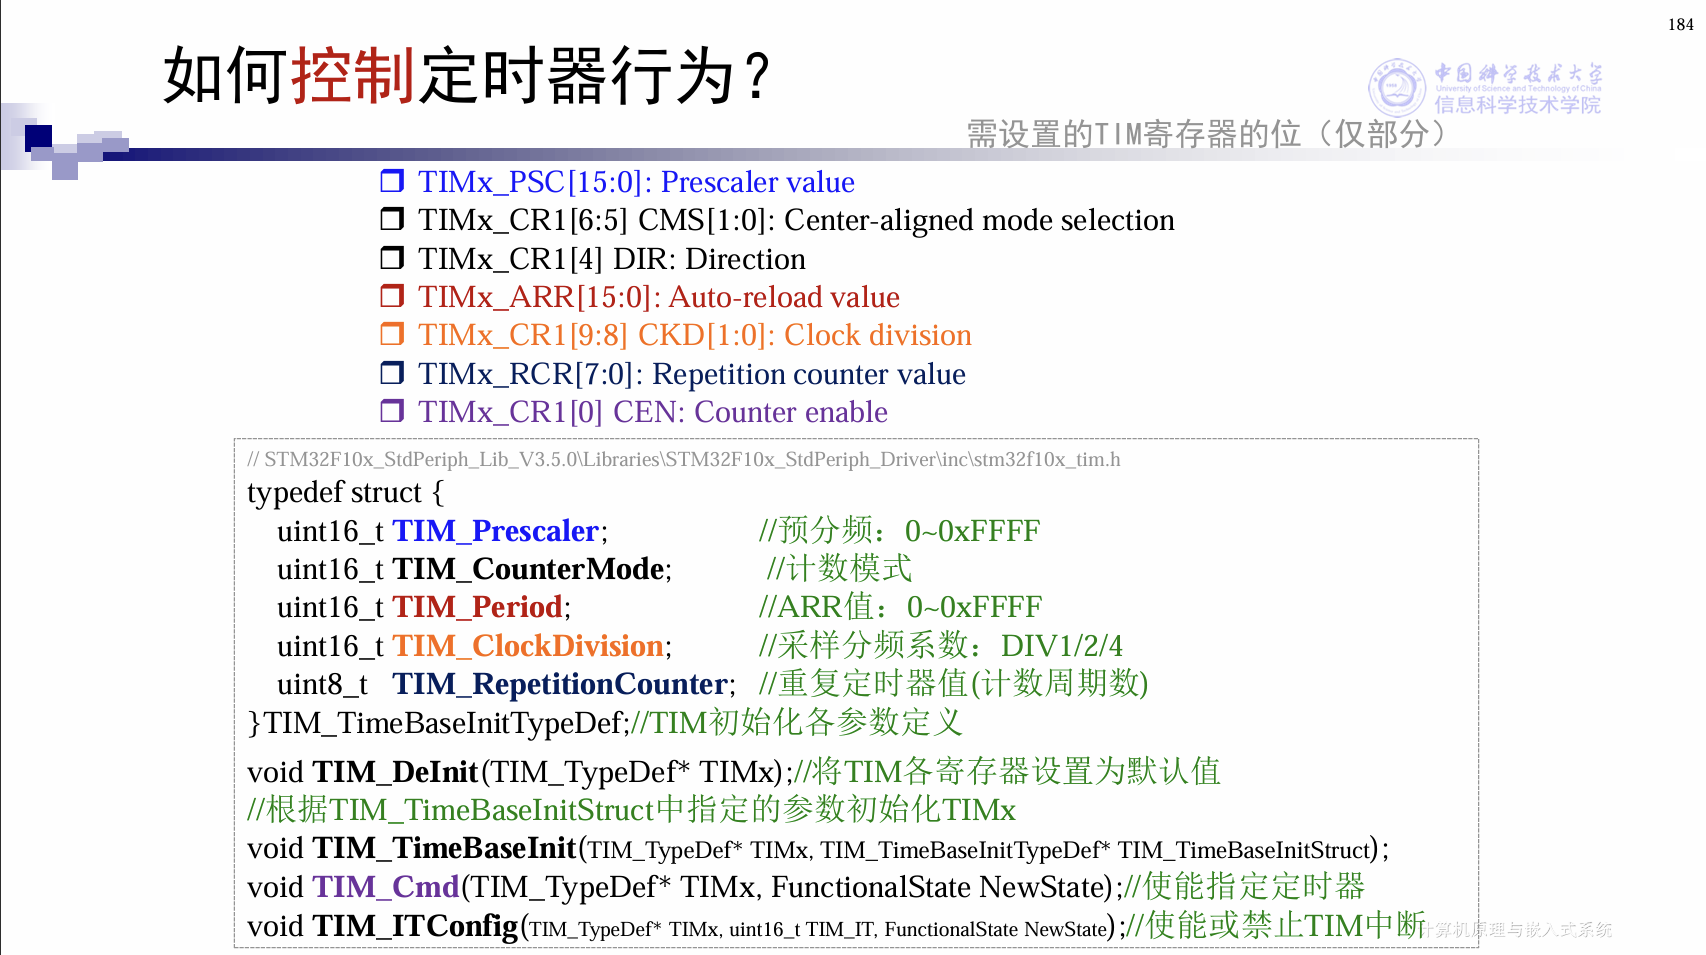 184
如何控制定时器行为？
中国科学技术大学
University of Science and Technology of China
信息科学技术学院
需设置的TIM寄存器的位（仅部分）
TIMx_PSC[15:0]: Prescaler value
TIMx_CR1[6:5] CMS[1:0]: Center-aligned mode selection
TIMx_CR1[4] DIR: Direction
TIMx_ARR[15:0]: Auto-reload value
TIMx_CR1[9:8] CKD[1:0]: Clock division
TIMx_RCR[7:0]: Repetition counter value
TIMx_CR1[0] CEN: Counter enable
// STM32F10x_StdPeriph_Lib_V3.5.0\Libraries\STM32F10x_StdPeriph_Driver\inc\stm32f10x_tim.h
typedef struct {
uint16_t TIM_Prescaler; //预分频：0~0xFFFF
uint16_t TIM_CounterMode; //计数模式
uint16_t TIM_Period; //ARR值：0~0xFFFF
uint16_t TIM_ClockDivision; //采样分频系数：DIV1/2/4
uint8_t TIM_RepetitionCounter; //重复定时器值(计数周期数)
}TIM_TimeBaseInitTypeDef;//TIM初始化各参数定义
void TIM_DeInit(TIM_TypeDef* TIMx);//将TIM各寄存器设置为默认值
//根据TIM_TimeBaseInitStruct中指定的参数初始化TIMx
void TIM_TimeBaseInit(TIM_TypeDef* TIMx, TIM_TimeBaseInitTypeDef* TIM_TimeBaseInitStruct);
void TIM_Cmd(TIM_TypeDef* TIMx, FunctionalState NewState);//使能指定定时器
void TIM_ITConfig(TIM_TypeDef* TIMx, uint16_t TIM_IT, FunctionalState NewState);//使能或禁止TIM中断
计算机原理与嵌入式系统